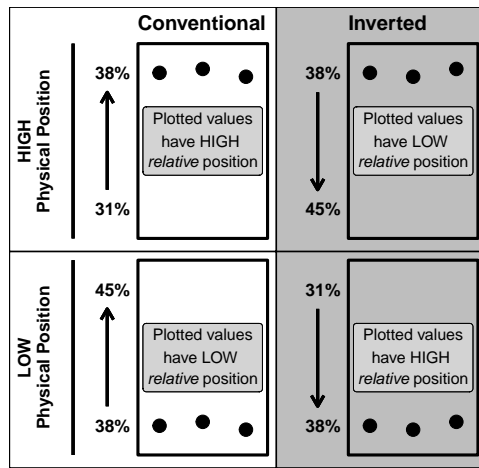 Conventional
Inverted
HIGH
Physical Position
38%
31%
Plotted values
have HIGH
relative position
38%
45%
Plotted values
have LOW
relative position
LOW
Physical Position
45%
38%
Plotted values
have LOW
relative position
31%
38%
Plotted values
have HIGH
relative position